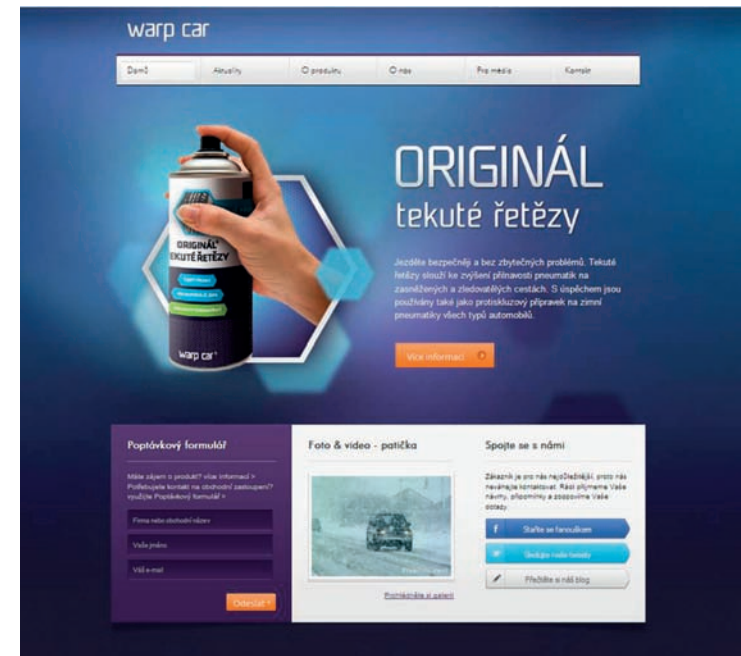 warp car
Domů
Aktuality
O produktu
O nás
Pro média
Kontakt
ORIGINÁL
tekuté řetězy
ORIGINÁL
TEKUTÉ ŘETĚZY
warp car
Jezděte bezpečněji a bez zbytečných problémů. Tekuté
řetězy slouží ke zvýšení přilnavosti pneumatik na
zasněžených a zledovatělých cestách. S úspěchem jsou
používány také jako protiskluzový přípravek na zimní
pneumatiky všech typů automobilů.
Více informací
Poptávkový formulář
Máte zájem o produkt? více informací >
Potřebujete kontakt na obchodní zastoupení?
využijte Poptávkový formulář >
Firma nebo obchodní název
Vaše jméno
Váš e-mail
Odeslat
Foto & video - patička
Prohlédněte si galerii
Spojte se s námi
Zákazník je pro nás nejdůležitější, proto nás
neváhejte kontaktovat. Rádi přijmeme Vaše
návrhy, připomínky a zodpovíme Vaše
dotazy.
Staňte se fanouškem
Sledujte naše tweety
Přečtěte si náš blog